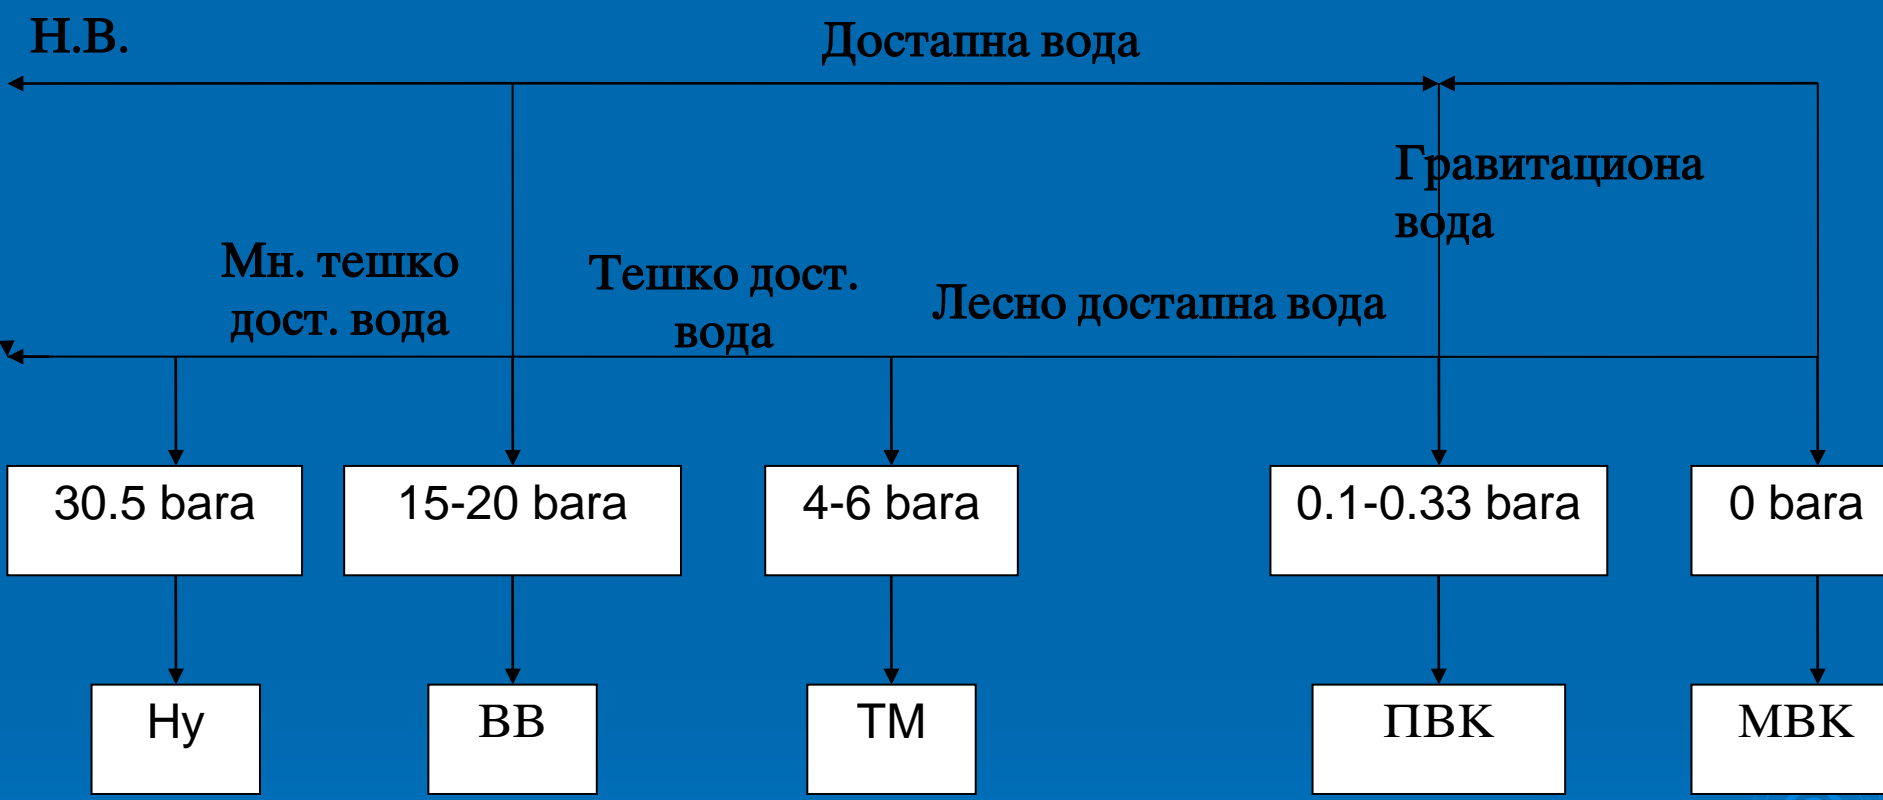 Н.В.
Достапна вода
Гравитациона
вода
Мн. тешко
дост. вода
Тешко дост.
вода
Лесно достапна вода
30.5 bara
15-20 bara
4-6 bara
0.1-0.33 bara
0 bara
Hy
ВВ
ТМ
ПВК
МВК